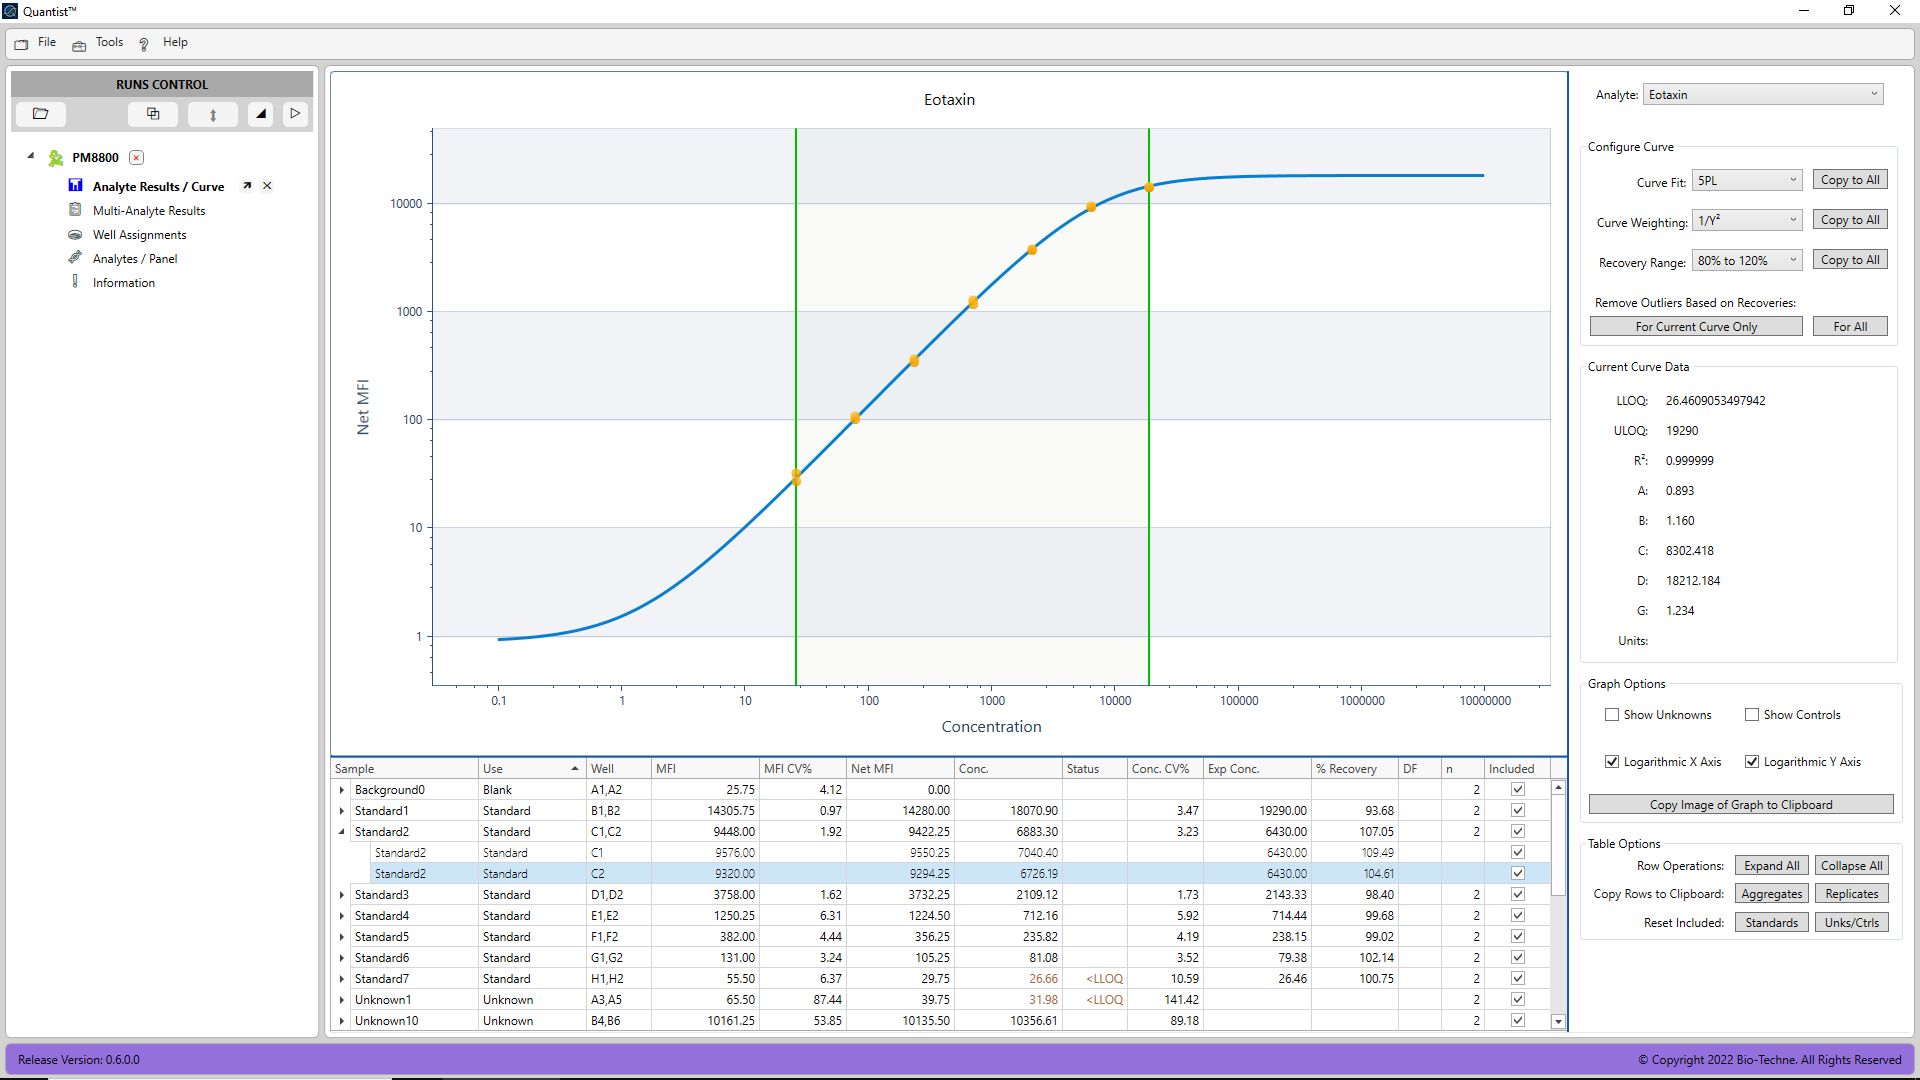 Quantist™
File Tools Help
RUNS CONTROL
PM8800
Analyte Results / Curve
Multi-Analyte Results
Well Assignments
Analytes / Panel
Information
Eotaxin
Net MFI
10000
1000
100
10
1
0.1 1 10 100 1000 10000 100000 1000000 10000000
Concentration
Sample Use Well MFI MFI CV% Net MFI Conc. Status Conc. CV% Exp Conc. % Recovery DF n Included
Background0 Blank A1,A2 25.75 4.12 0.00 2
Standard1 Standard B1,B2 14305.75 0.97 14280.00 18070.90 3.47 19290.00 93.68 2
Standard2 Standard C1,C2 9448.00 1.92 9422.25 6883.30 3.23 6430.00 107.05 2
Standard2 Standard C1 9576.00 9550.25 7040.40 6430.00 109.49
Standard2 Standard C2 9320.00 9294.25 6726.19 6430.00 104.61
Standard3 Standard D1,D2 3758.00 1.62 3732.25 2109.12 1.73 2143.33 98.40 2
Standard4 Standard E1,E2 1250.25 6.31 1224.50 712.16 5.92 714.44 99.68 2
Standard5 Standard F1,F2 382.00 4.44 356.25 235.82 4.19 238.15 99.02 2
Standard6 Standard G1,G2 131.00 3.24 105.25 81.08 3.52 79.38 102.14 2
Standard7 Standard H1,H2 55.50 6.37 29.75 26.66 <LLOQ 10.59 26.46 100.75 2
Unknown1 Unknown A3,A5 65.50 87.44 39.75 31.98 <LLOQ 141.42 2
Unknown10 Unknown B4,B6 10161.25 53.85 10135.50 10356.61 89.18 2
Analyte: Eotaxin
Configure Curve
Curve Fit: 5PL Copy to All
Curve Weighting: 1/Y² Copy to All
Recovery Range: 80% to 120% Copy to All
Remove Outliers Based on Recoveries:
For Current Curve Only For All
Current Curve Data
LLOQ: 26.4609053497942
ULOQ: 19290
R²: 0.999999
A: 0.893
B: 1.160
C: 8302.418
D: 18212.184
G: 1.234
Units:
Graph Options
Show Unknowns Show Controls
Logarithmic X Axis Logarithmic Y Axis
Copy Image of Graph to Clipboard
Table Options
Row Operations: Expand All Collapse All
Copy Rows to Clipboard: Aggregates Replicates
Reset Included: Standards Unks/Ctrls
Release Version: 0.6.0.0
© Copyright 2022 Bio-Techne. All Rights Reserved